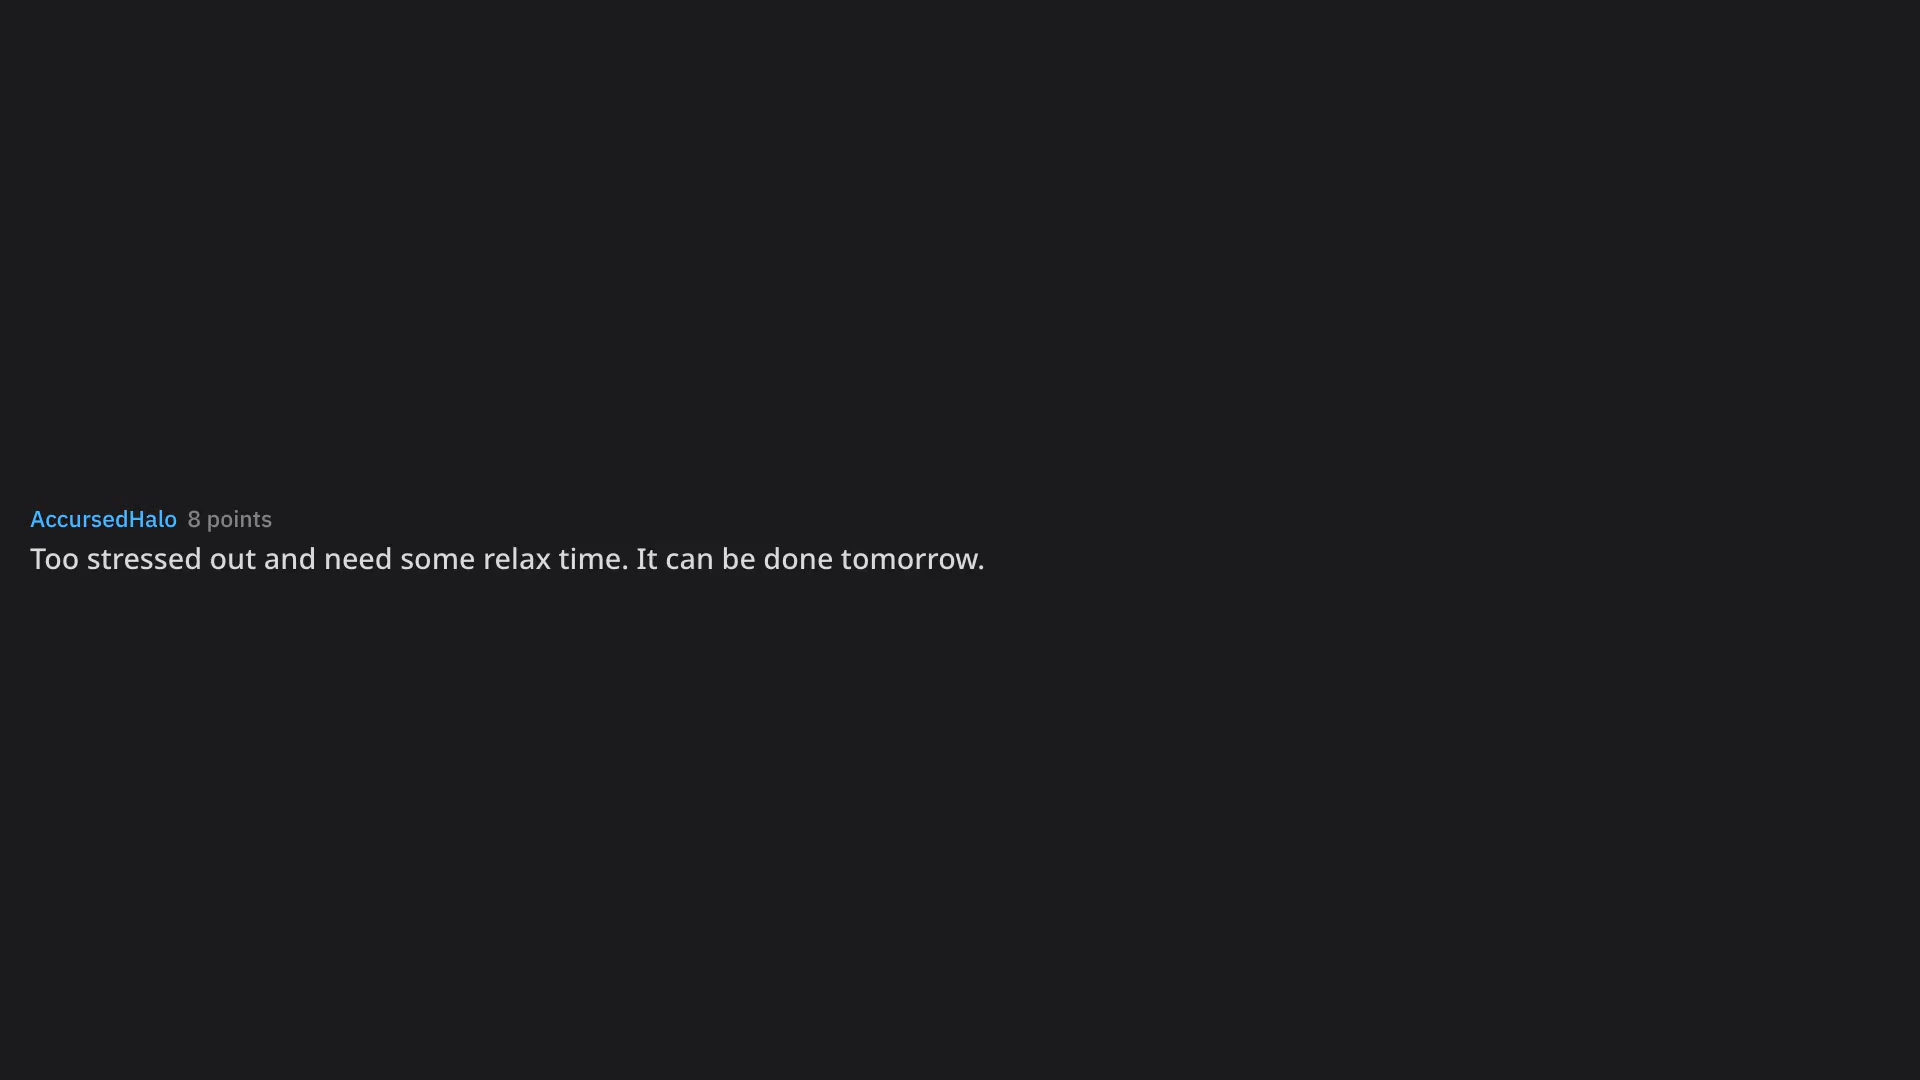 AccursedHalo 8 points
Too stressed out and need some relax time. It can be done tomorrow.